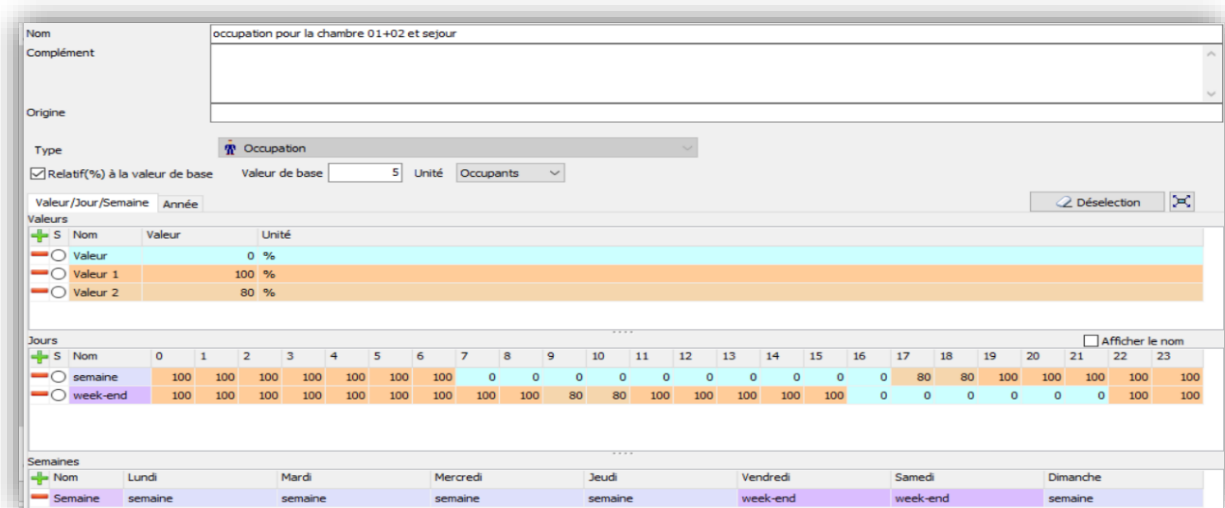 Nom occupation pour la chambre 01+02 et sejour
Complément
Origine
Type Occupation
Relatif(%) à la valeur de base Valeur de base 5 Unité Occupants
Valeur/Jour/Semaine Année Déselection
Valeurs
S Nom Valeur Unité
Valeur 0 %
Valeur 1 100 %
Valeur 2 80 %
Jours Afficher le nom
S Nom 0 1 2 3 4 5 6 7 8 9 10 11 12 13 14 15 16 17 18 19 20 21 22 23
semaine 100 100 100 100 100 100 100 0 0 0 0 0 0 0 0 0 0 80 80 100 100 100 100 100
week-end 100 100 100 100 100 100 100 100 100 80 80 100 100 100 100 100 0 0 0 0 0 0 100 100
Semaines
Nom Lundi Mardi Mercredi Jeudi Vendredi Samedi Dimanche
Semaine semaine semaine semaine semaine week-end week-end semaine